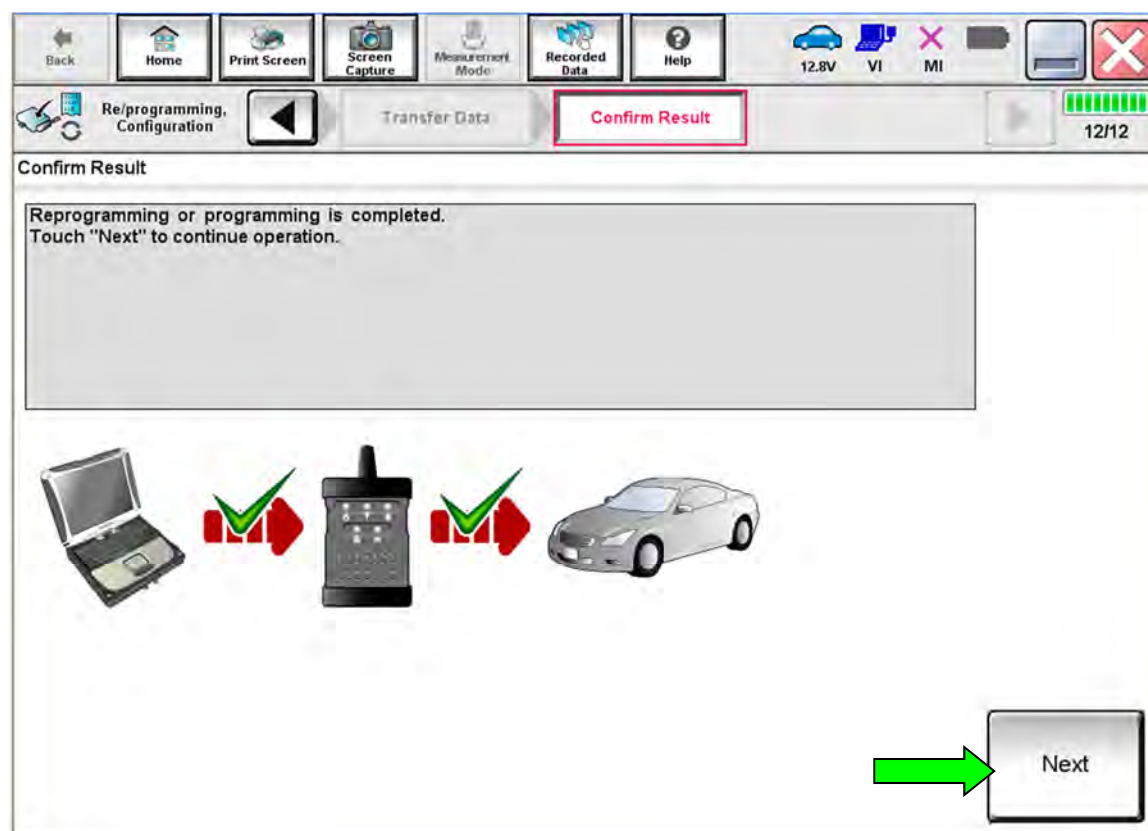 Back
Home
Print Screen
Screen
Capture
Measurement
Mode
Recorded
Data
Help
12.8V
VI
MI
Re/programming,
Configuration
Transfer Data
Confirm Result
12/12
Confirm Result
Reprogramming or programming is completed.
Touch "Next" to continue operation.
Next